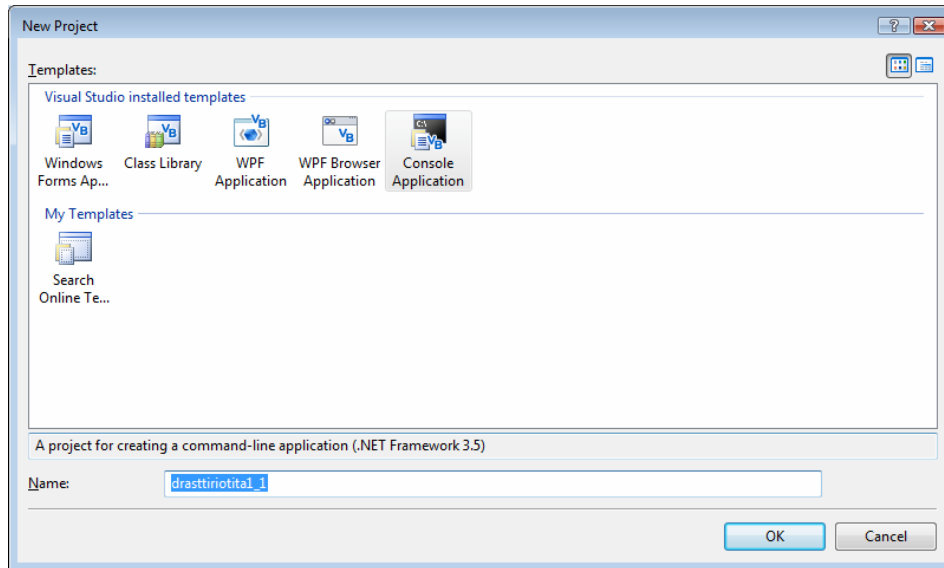 New Project
Templates:
Visual Studio installed templates
Windows Forms Ap...
Class Library
WPF Application
WPF Browser Application
Console Application
My Templates
Search Online Te...
A project for creating a command-line application (.NET Framework 3.5)
Name: drasttiriotita1_1
OK Cancel